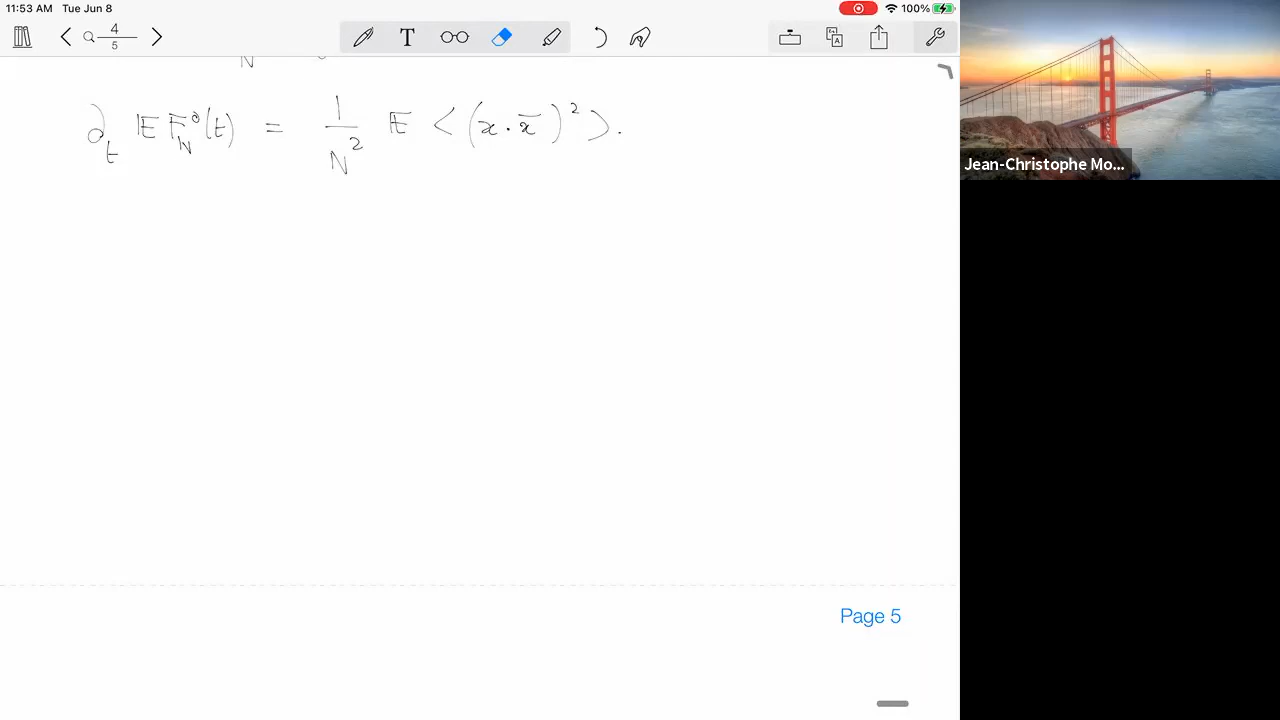 11:53 AM Tue Jun 8
100%
4
5
T
N
∂_t E F_N^o(t) = 1/N^2 E < (x · x̄)^2 >.
Jean-Christophe Mo...
Page 5